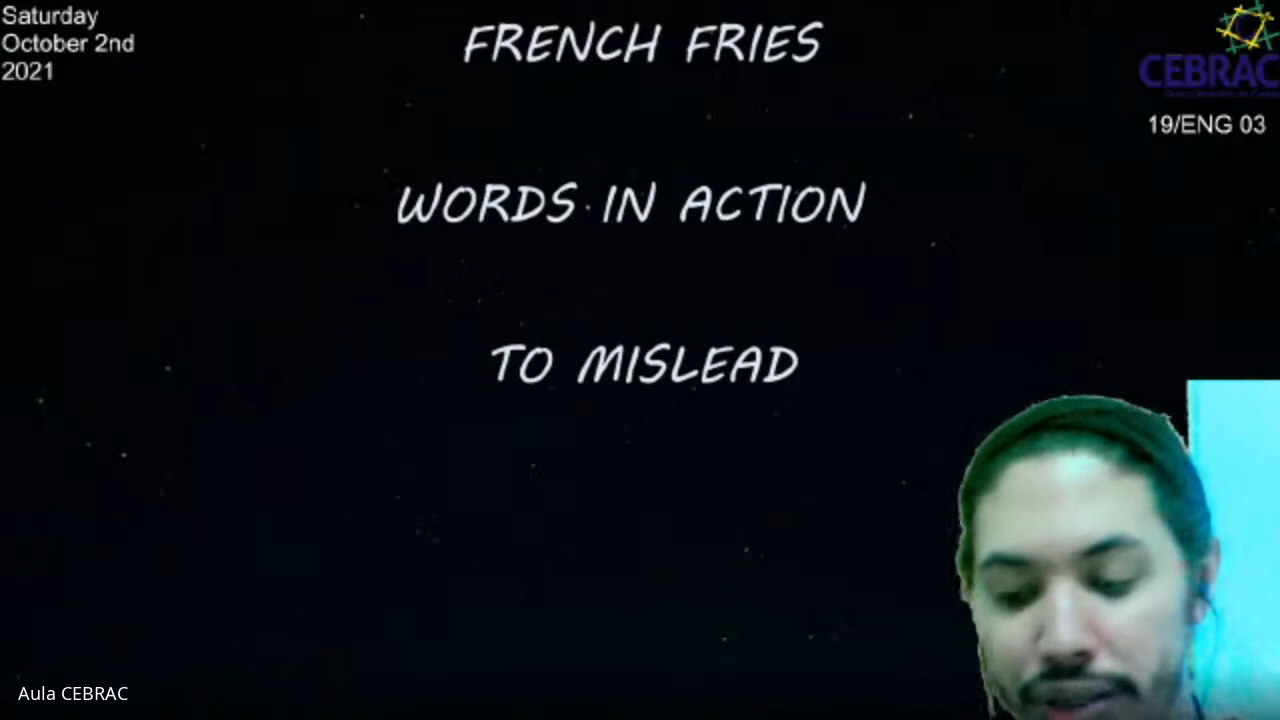 Saturday
October 2nd
2021
FRENCH FRIES
CEBRAC
19/ENG 03
WORDS IN ACTION
TO MISLEAD
Aula CEBRAC